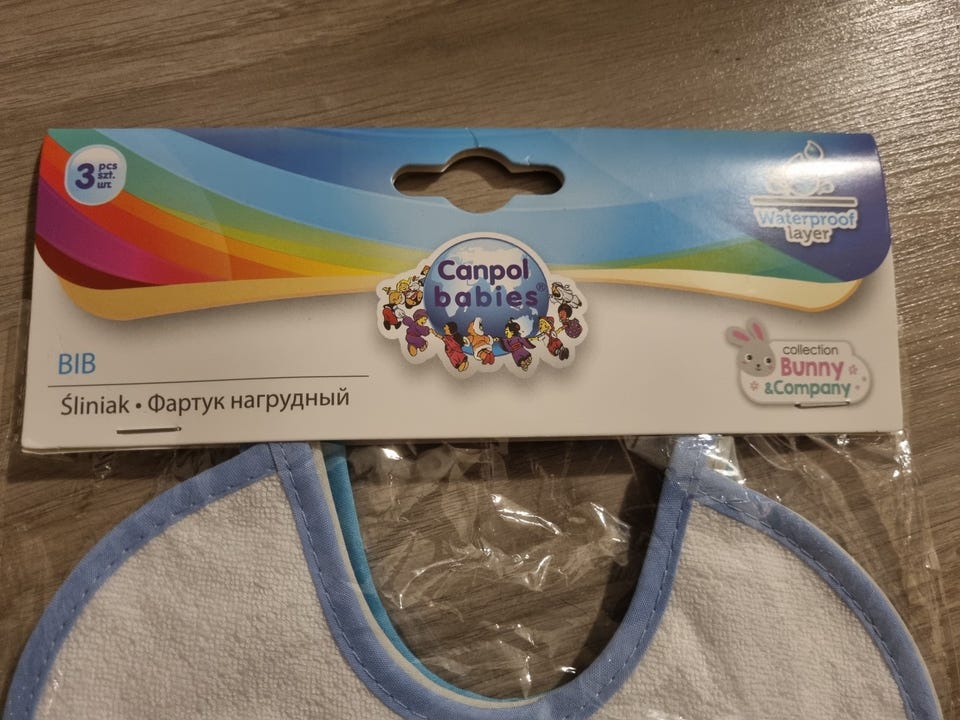 3 pcs
szt.
шт.
Waterproof
layer
Canpol
babies®
BIB
Śliniak • Фартук нагрудный
collection
Bunny
&Company